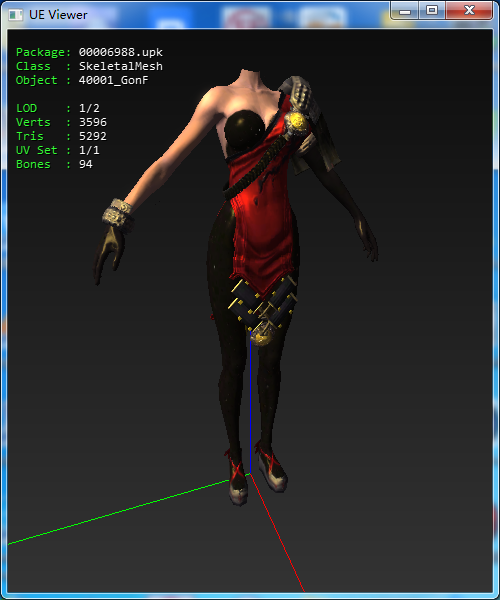 UE Viewer
Package: 00006988.upk
Class  : SkeletalMesh
Object : 40001_GonF
LOD    : 1/2
Verts  : 3596
Tris   : 5292
UV Set : 1/1
Bones  : 94